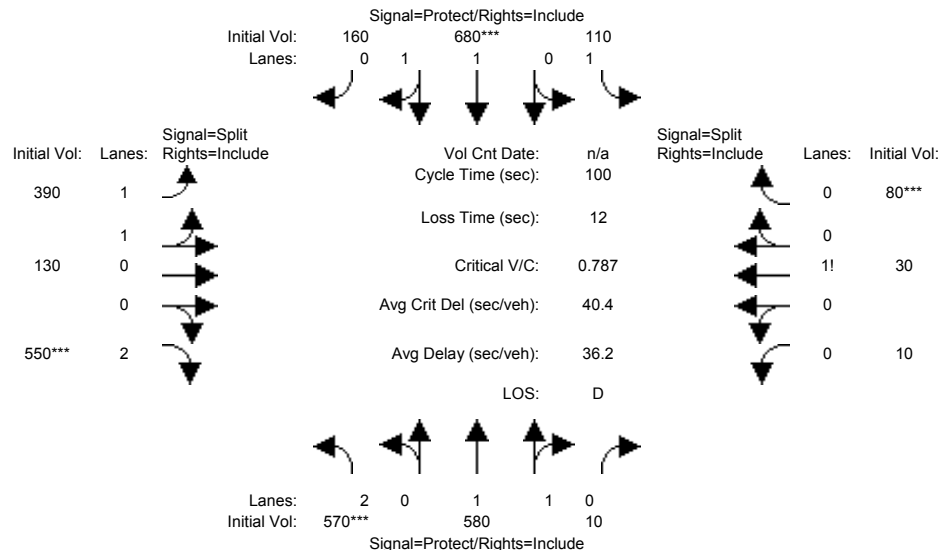 Signal=Protect/Rights=Include
Initial Vol: 160 680*** 110
Lanes: 0 1 1 0 1
Signal=Split
Initial Vol: Lanes: Rights=Include
Vol Cnt Date: n/a
Signal=Split
Rights=Include Lanes: Initial Vol:
Cycle Time (sec): 100
390 1
0 80***
Loss Time (sec): 12
1
0
130 0
Critical V/C: 0.787
1! 30
0
Avg Crit Del (sec/veh): 40.4
0
550*** 2
Avg Delay (sec/veh): 36.2
0 10
LOS: D
Lanes: 2 0 1 1 0
Initial Vol: 570*** 580 10
Signal=Protect/Rights=Include